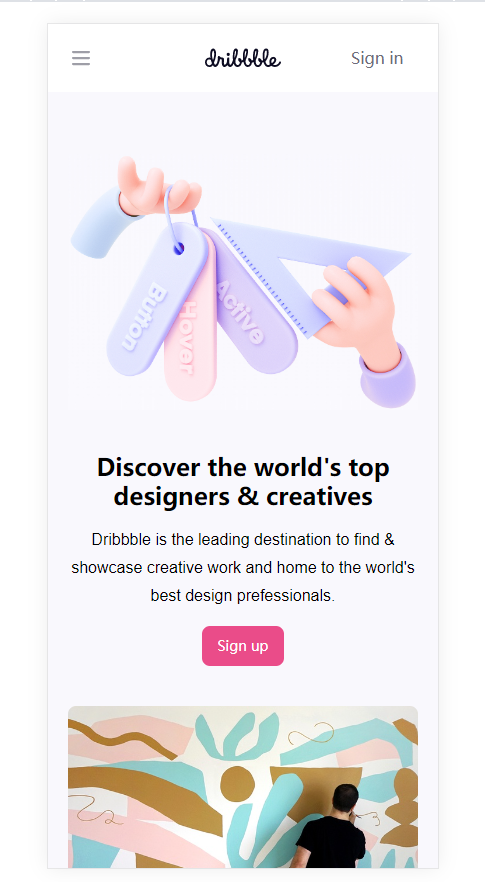 dribbble
Sign in
Button
Hover
Active
Discover the world's top
designers & creatives
Dribbble is the leading destination to find &
showcase creative work and home to the world's
best design prefessionals.
Sign up